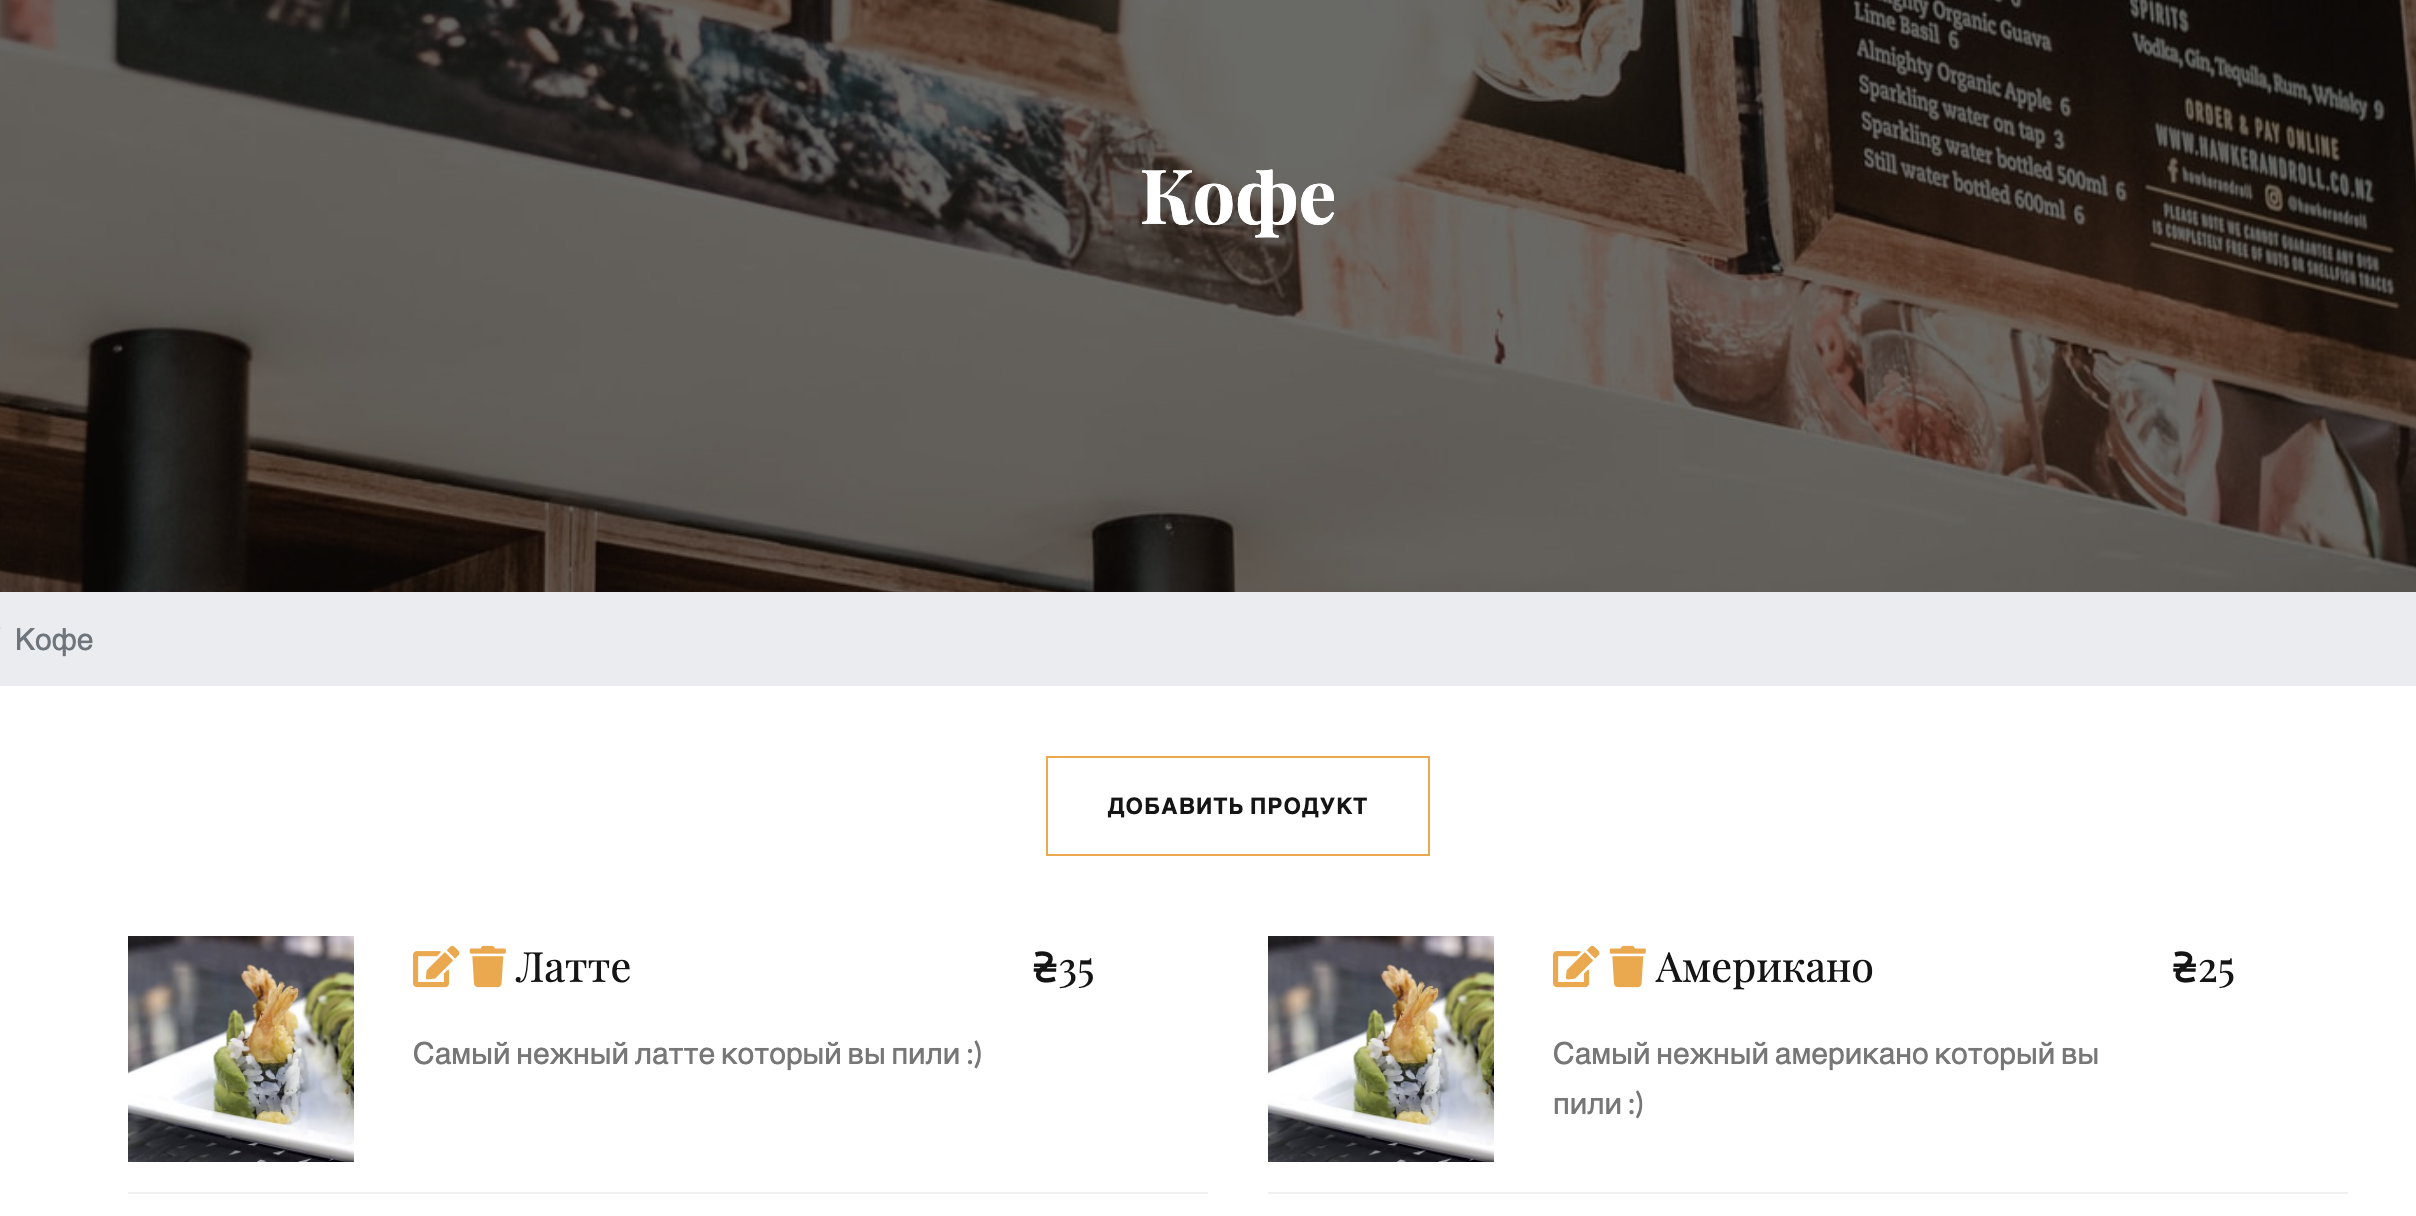 Almighty Organic Guava
Lime Basil 6
Almighty Organic Apple 6
Sparkling water on tap 3
Sparkling water bottled 500ml 6
Still water bottled 600ml 6
SPIRITS
Vodka, Gin, Tequila, Rum, Whisky 9
ORDER & PAY ONLINE
WWW.HAWKERANDROLL.CO.NZ
hawkerandroll @hawkerandroll
PLEASE NOTE WE CANNOT GUARANTEE ANY DISH
IS COMPLETELY FREE OF NUTS OR SHELLFISH TRACES
Кофе
Кофе
ДОБАВИТЬ ПРОДУКТ
Латте ₴35
Самый нежный латте который вы пили :)
Американо ₴25
Самый нежный американо который вы
пили :)